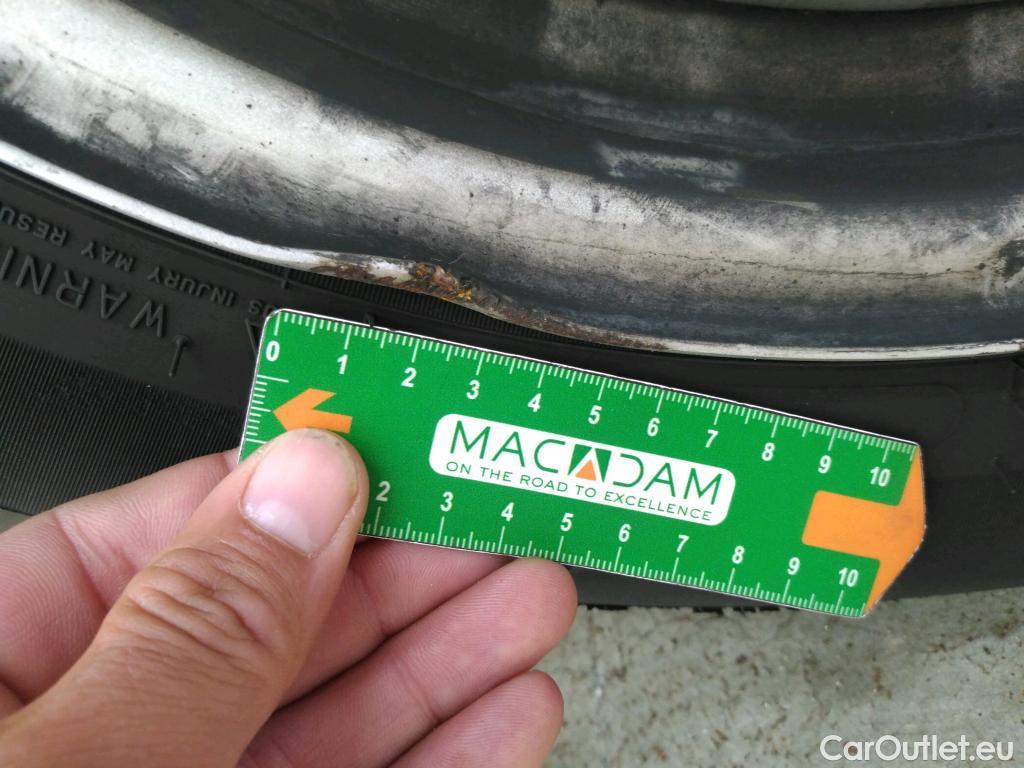 WARNI
OUS INJURY MAY RESU
0 1 2 3 4 5 6 7 8 9 10
MACADAM
ON THE ROAD TO EXCELLENCE
2 3 4 5 6 7 8 9 10
CarOutlet.eu